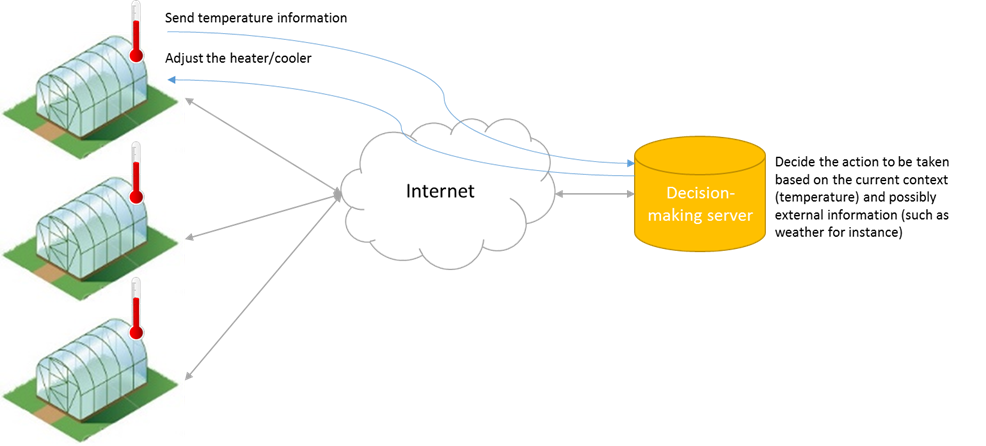 Send temperature information
Adjust the heater/cooler
Internet
Decision-
making server
Decide the action to be taken
based on the current context
(temperature) and possibly
external information (such as
weather for instance)